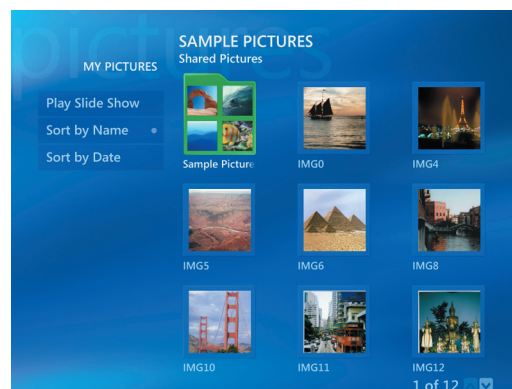 pictures
SAMPLE PICTURES
Shared Pictures
MY PICTURES
Play Slide Show
Sort by Name
Sort by Date
Sample Picture
IMG0
IMG4
IMG5
IMG6
IMG8
IMG10
IMG11
IMG12
1 of 12